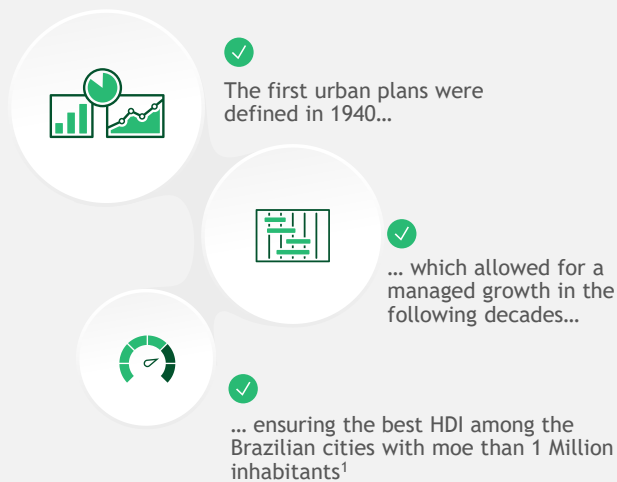 The first urban plans were
defined in 1940…
… which allowed for a
managed growth in the
following decades…
… ensuring the best HDI among the
Brazilian cities with moe than 1 Million
inhabitants¹